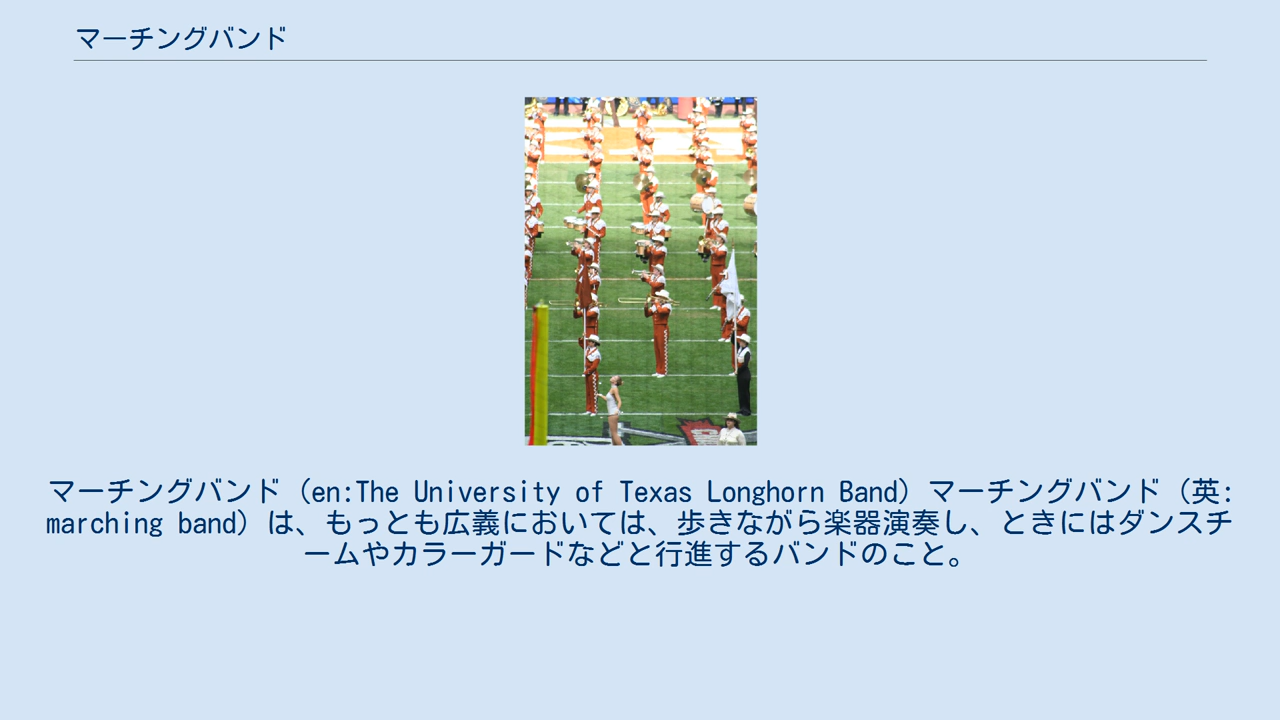 マーチングバンド
マーチングバンド（en:The University of Texas Longhorn Band）マーチングバンド（英:
marching band）は、もっとも広義においては、歩きながら楽器演奏し、ときにはダンスチ
ームやカラーガードなどと行進するバンドのこと。